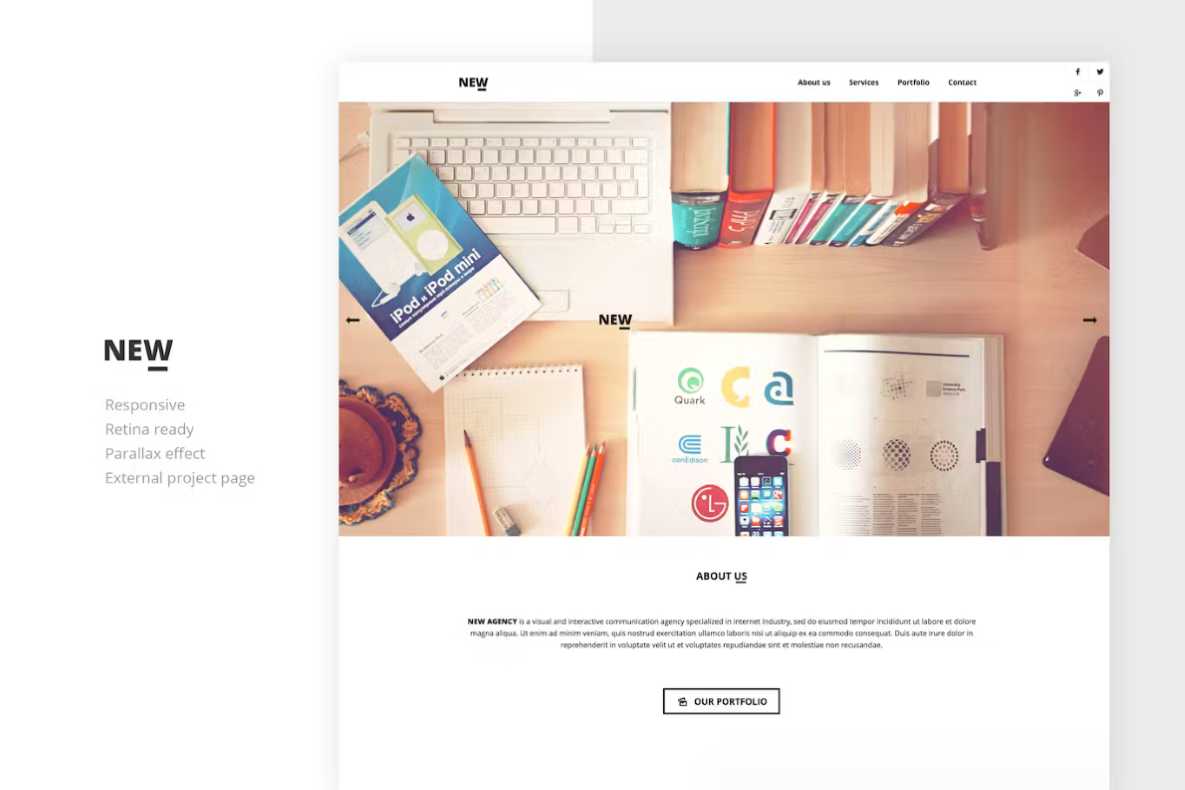 NEW
Responsive
Retina ready
Parallax effect
External project page
NEW
About us Services Portfolio Contact
iPod и iPod mini
NEW
Quark
conEdison
LG
ABOUT US
NEW AGENCY is a visual and interactive communication agency specialized in internet industry, sed do eiusmod tempor incididunt ut labore et dolore
magna aliqua. Ut enim ad minim veniam, quis nostrud exercitation ullamco laboris nisi ut aliquip ex ea commodo consequat. Duis aute irure dolor in
reprehenderit in voluptate velit ut et voluptates repudiandae sint et molestiae non recusandae.
OUR PORTFOLIO